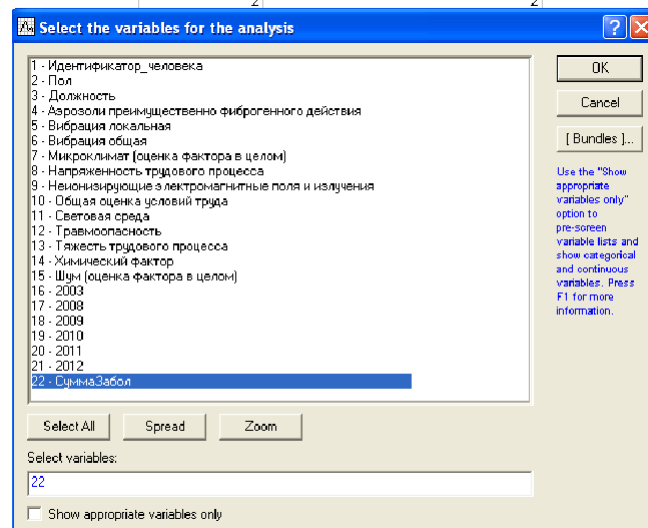 2 2
Select the variables for the analysis
1 - Идентификатор_человека
2 - Пол
3 - Должность
4 - Аэрозоли преимущественно фиброгенного действия
5 - Вибрация локальная
6 - Вибрация общая
7 - Микроклимат (оценка фактора в целом)
8 - Напряженность трудового процесса
9 - Неионизирующие электромагнитные поля и излучения
10 - Общая оценка условий труда
11 - Световая среда
12 - Травмоопасность
13 - Тяжесть трудового процесса
14 - Химический фактор
15 - Шум (оценка фактора в целом)
16 - 2003
17 - 2008
18 - 2009
19 - 2010
20 - 2011
21 - 2012
22 - СуммаЗабол
OK
Cancel
[ Bundles ]...
Use the "Show
appropriate
variables only"
option to
pre-screen
variable lists and
show categorical
and continuous
variables. Press
F1 for more
information.
Select All Spread Zoom
Select variables:
22
Show appropriate variables only